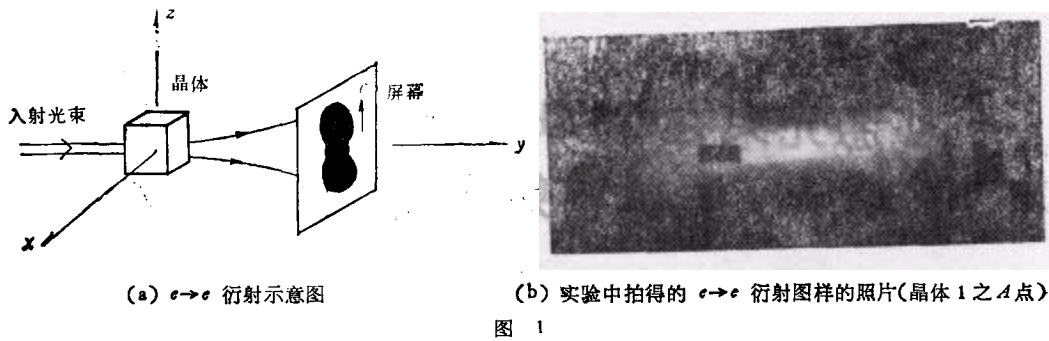 z
晶体
入射光束
屏幕
y
x
(a) e→e 衍射示意图
(b) 实验中拍得的 e→e 衍射图样的照片(晶体 1 之 A 点)
图 1